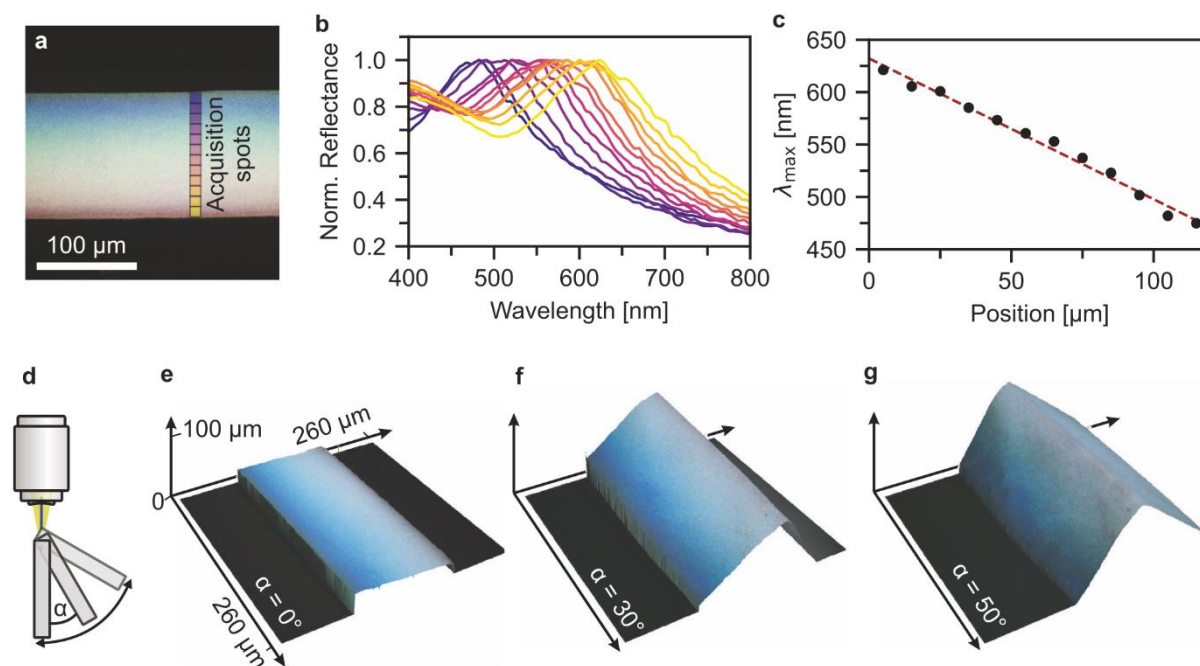 a
Acquisition
spots
100 μm
b
Norm. Reflectance
1.0
0.8
0.6
0.4
0.2
400
500
600
700
800
Wavelength [nm]
c
λmax [nm]
650
600
550
500
450
0
50
100
Position [μm]
d
α
e
100 μm
0
260 μm
260 μm
α = 0°
f
α = 30°
g
α = 50°